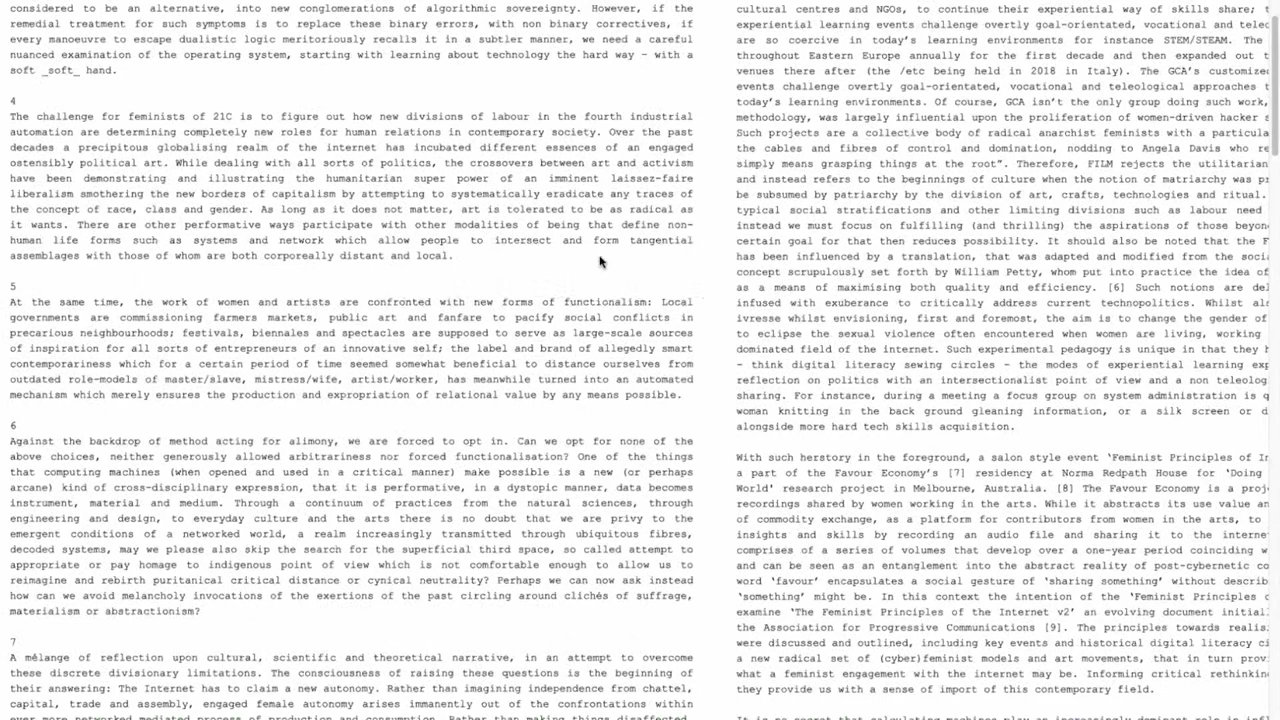 considered to be an alternative, into new conglomerations of algorithmic sovereignty. However, if the
remedial treatment for such symptoms is to replace these binary errors, with non binary correctives, if
every manoeuvre to escape dualistic logic meritoriously recalls it in a subtler manner, we need a careful
nuanced examination of the operating system, starting with learning about technology the hard way – with a
soft _soft_ hand.
4
The challenge for feminists of 21C is to figure out how new divisions of labour in the fourth industrial
automation are determining completely new roles for human relations in contemporary society. Over the past
decades a precipitous globalising realm of the internet has incubated different essences of an engaged
ostensibly political art. While dealing with all sorts of politics, the crossovers between art and activism
have been demonstrating and illustrating the humanitarian super power of an imminent laissez-faire
liberalism smothering the new borders of capitalism by attempting to systematically eradicate any traces of
the concept of race, class and gender. As long as it does not matter, art is tolerated to be as radical as
it wants. There are other performative ways participate with other modalities of being that define non-
human life forms such as systems and network which allow people to intersect and form tangential
assemblages with those of whom are both corporeally distant and local.
5
At the same time, the work of women and artists are confronted with new forms of functionalism: Local
governments are commissioning farmers markets, public art and fanfare to pacify social conflicts in
precarious neighbourhoods; festivals, biennales and spectacles are supposed to serve as large-scale sources
of inspiration for all sorts of entrepreneurs of an innovative self; the label and brand of allegedly smart
contemporariness which for a certain period of time seemed somewhat beneficial to distance ourselves from
outdated role-models of master/slave, mistress/wife, artist/worker, has meanwhile turned into an automated
mechanism which merely ensures the production and expropriation of relational value by any means possible.
6
Against the backdrop of method acting for alimony, we are forced to opt in. Can we opt for none of the
above choices, neither generously allowed arbitrariness nor forced functionalisation? One of the things
that computing machines (when opened and used in a critical manner) make possible is a new (or perhaps
arcane) kind of cross-disciplinary expression, that it is performative, in a dystopic manner, data becomes
instrument, material and medium. Through a continuum of practices from the natural sciences, through
engineering and design, to everyday culture and the arts there is no doubt that we are privy to the
emergent conditions of a networked world, a realm increasingly transmitted through ubiquitous fibres,
decoded systems, may we please also skip the search for the superficial third space, so called attempt to
appropriate or pay homage to indigenous point of view which is not comfortable enough to allow us to
reimagine and rebirth puritanical critical distance or cynical neutrality? Perhaps we can now ask instead
how can we avoid melancholy invocations of the exertions of the past circling around clichés of suffrage,
materialism or abstractionism?
7
A mélange of reflection upon cultural, scientific and theoretical narrative, in an attempt to overcome
these discrete divisionary limitations. The consciousness of raising these questions is the beginning of
their answering: The Internet has to claim a new autonomy. Rather than imagining independence from chattel,
capital, trade and assembly, engaged female autonomy arises immanently out of the confrontations within
ever more networked mediated process of production and consumption. Rather than making things disaffected,
cultural centres and NGOs, to continue their experiential way of skills share;
experiential learning events challenge overtly goal-orientated, vocational and
are so coercive in today's learning environments for instance STEM/STEAM. The
throughout Eastern Europe annually for the first decade and then expanded out
venues there after (the /etc being held in 2018 in Italy). The GCA's customized
events challenge overtly goal-orientated, vocational and teleological approaches
today's learning environments. Of course, GCA isn't the only group doing such work,
methodology, was largely influential upon the proliferation of women-driven hacker
Such projects are a collective body of radical anarchist feminists with a
the cables and fibres of control and domination, nodding to Angela Davis who
simply means grasping things at the root". Therefore, FILM rejects the utilitarian
and instead refers to the beginnings of culture when the notion of matriarchy was
be subsumed by patriarchy by the division of art, crafts, technologies and ritual.
typical social stratifications and other limiting divisions such as labour need
instead we must focus on fulfilling (and thrilling) the aspirations of those
certain goal for that then reduces possibility. It should also be noted that the
has been influenced by a translation, that was adapted and modified from the
concept scrupulously set forth by William Petty, whom put into practice the idea of
as a means of maximising both quality and efficiency. [6] Such notions are
infused with exuberance to critically address current technopolitics. Whilst
ivresse whilst envisioning, first and foremost, the aim is to change the gender of
to eclipse the sexual violence often encountered when women are living, working
dominated field of the internet. Such experimental pedagogy is unique in that they
– think digital literacy sewing circles – the modes of experiential learning
reflection on politics with an intersectionalist point of view and a non
sharing. For instance, during a meeting a focus group on system administration is
woman knitting in the back ground gleaning information, or a silk screen or
alongside more hard tech skills acquisition.
With such herstory in the foreground, a salon style event 'Feminist Principles of
a part of the Favour Economy's [7] residency at Norma Redpath House for 'Doing
World' research project in Melbourne, Australia. [8] The Favour Economy is a
recordings shared by women working in the arts. While it abstracts its use value
of commodity exchange, as a platform for contributors from women in the arts, to
insights and skills by recording an audio file and sharing it to the
comprises of a series of volumes that develop over a one-year period coinciding
and can be seen as an entanglement into the abstract reality of post-cybernetic
word 'favour' encapsulates a social gesture of 'sharing something' without
'something' might be. In this context the intention of the 'Feminist Principles
examine 'The Feminist Principles of the Internet v2' an evolving document
the Association for Progressive Communications [9]. The principles towards
were discussed and outlined, including key events and historical digital literacy
a new radical set of (cyber)feminist models and art movements, that in turn
what a feminist engagement with the internet may be. Informing critical
they provide us with a sense of import of this contemporary field.